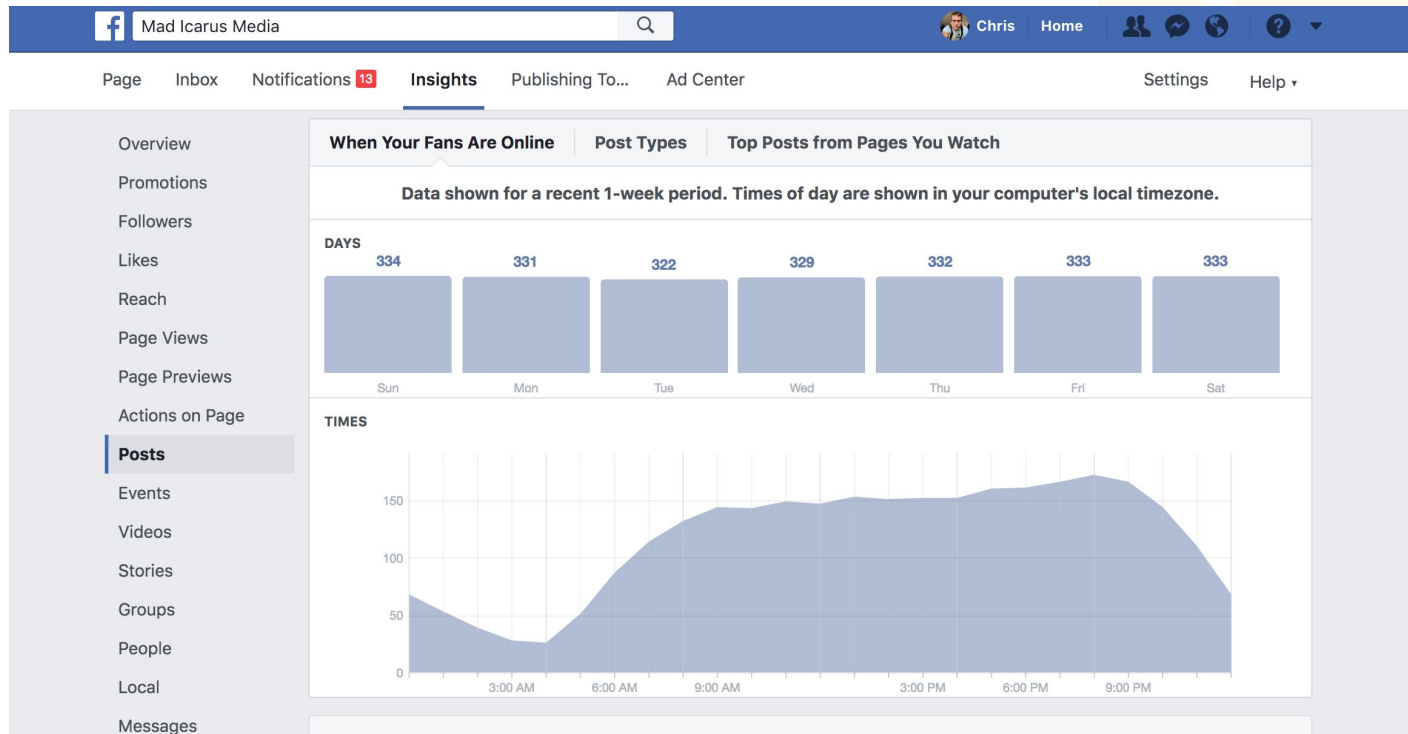 f Mad Icarus Media Chris Home ?
Page Inbox Notifications 13 Insights Publishing To... Ad Center Settings Help
Overview
Promotions
Followers
Likes
Reach
Page Views
Page Previews
Actions on Page
Posts
Events
Videos
Stories
Groups
People
Local
Messages
When Your Fans Are Online Post Types Top Posts from Pages You Watch
Data shown for a recent 1-week period. Times of day are shown in your computer's local timezone.
DAYS
334 331 322 329 332 333 333
Sun Mon Tue Wed Thu Fri Sat
TIMES
150
100
50
0
3:00 AM 6:00 AM 9:00 AM 3:00 PM 6:00 PM 9:00 PM